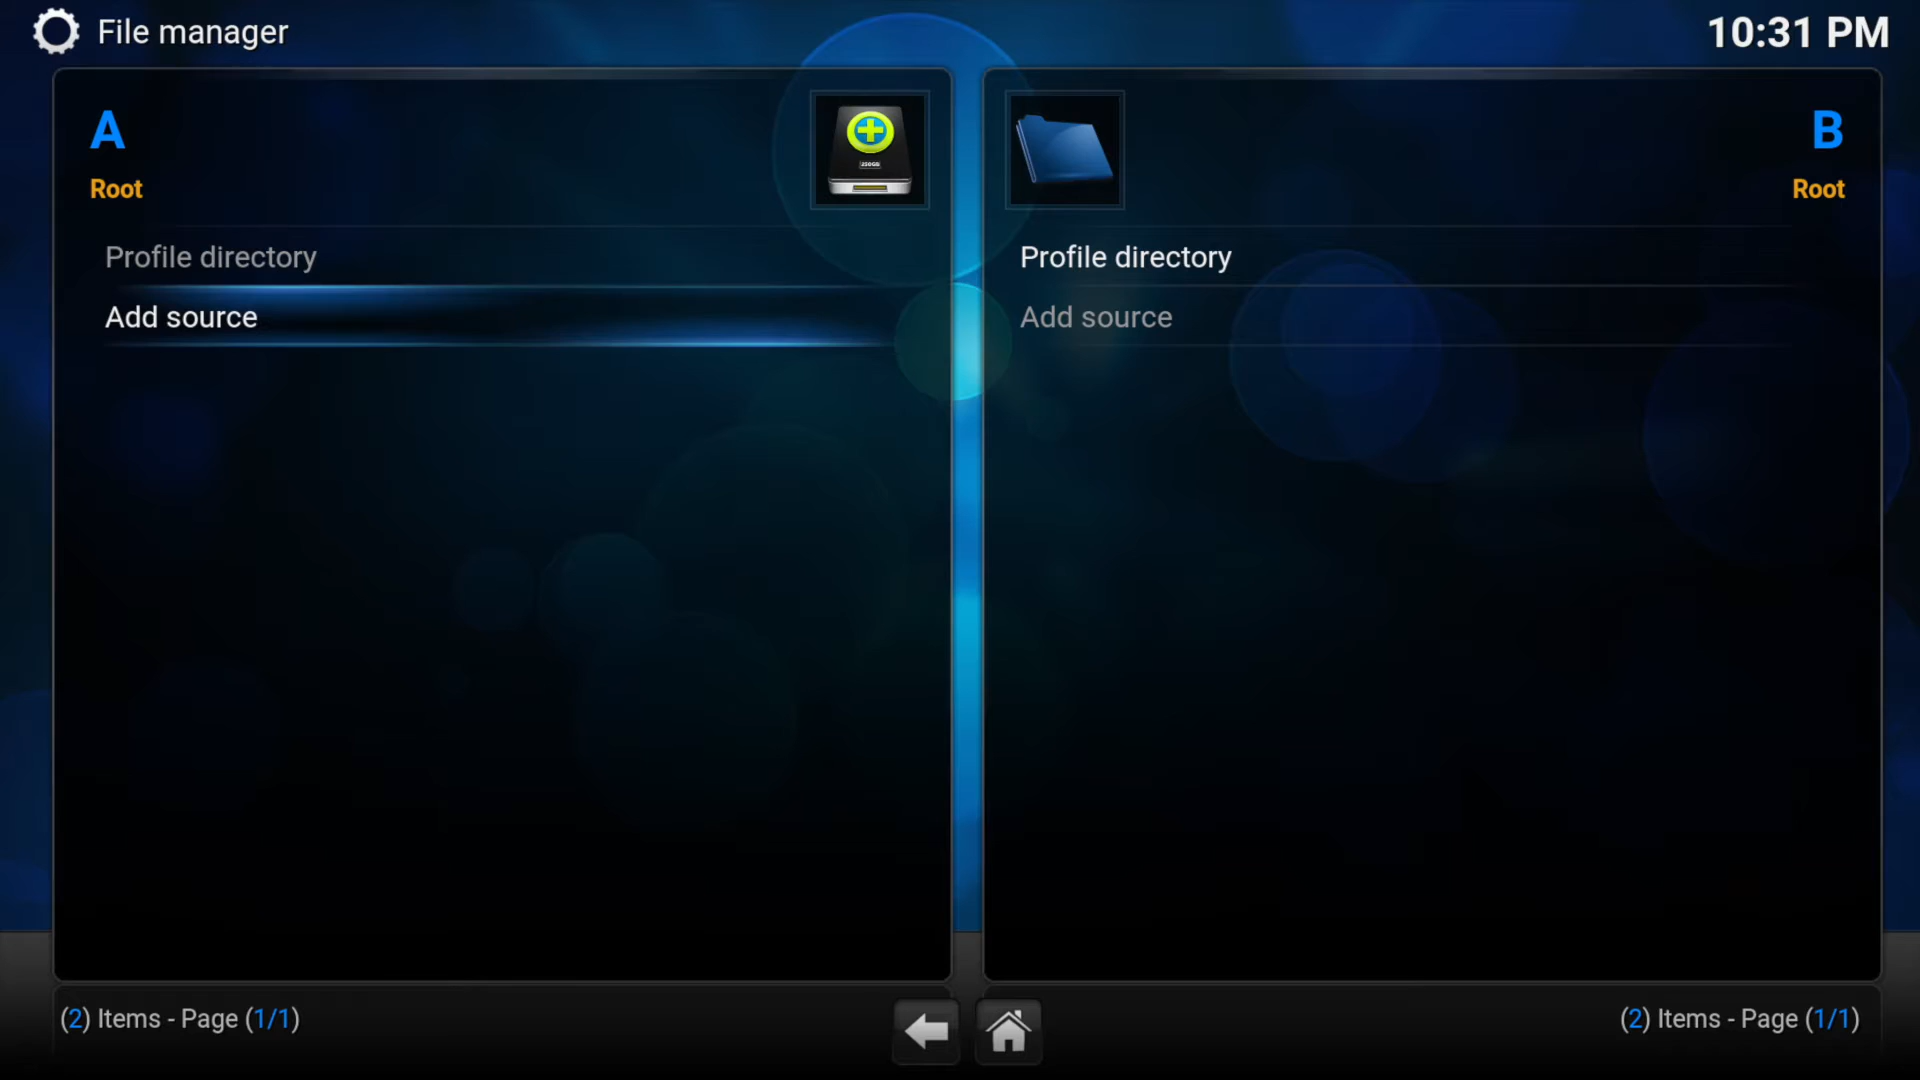 File manager
10:31 PM
A
Root
250GB
Profile directory
Add source
B
Root
Profile directory
Add source
(2) Items - Page (1/1)
(2) Items - Page (1/1)